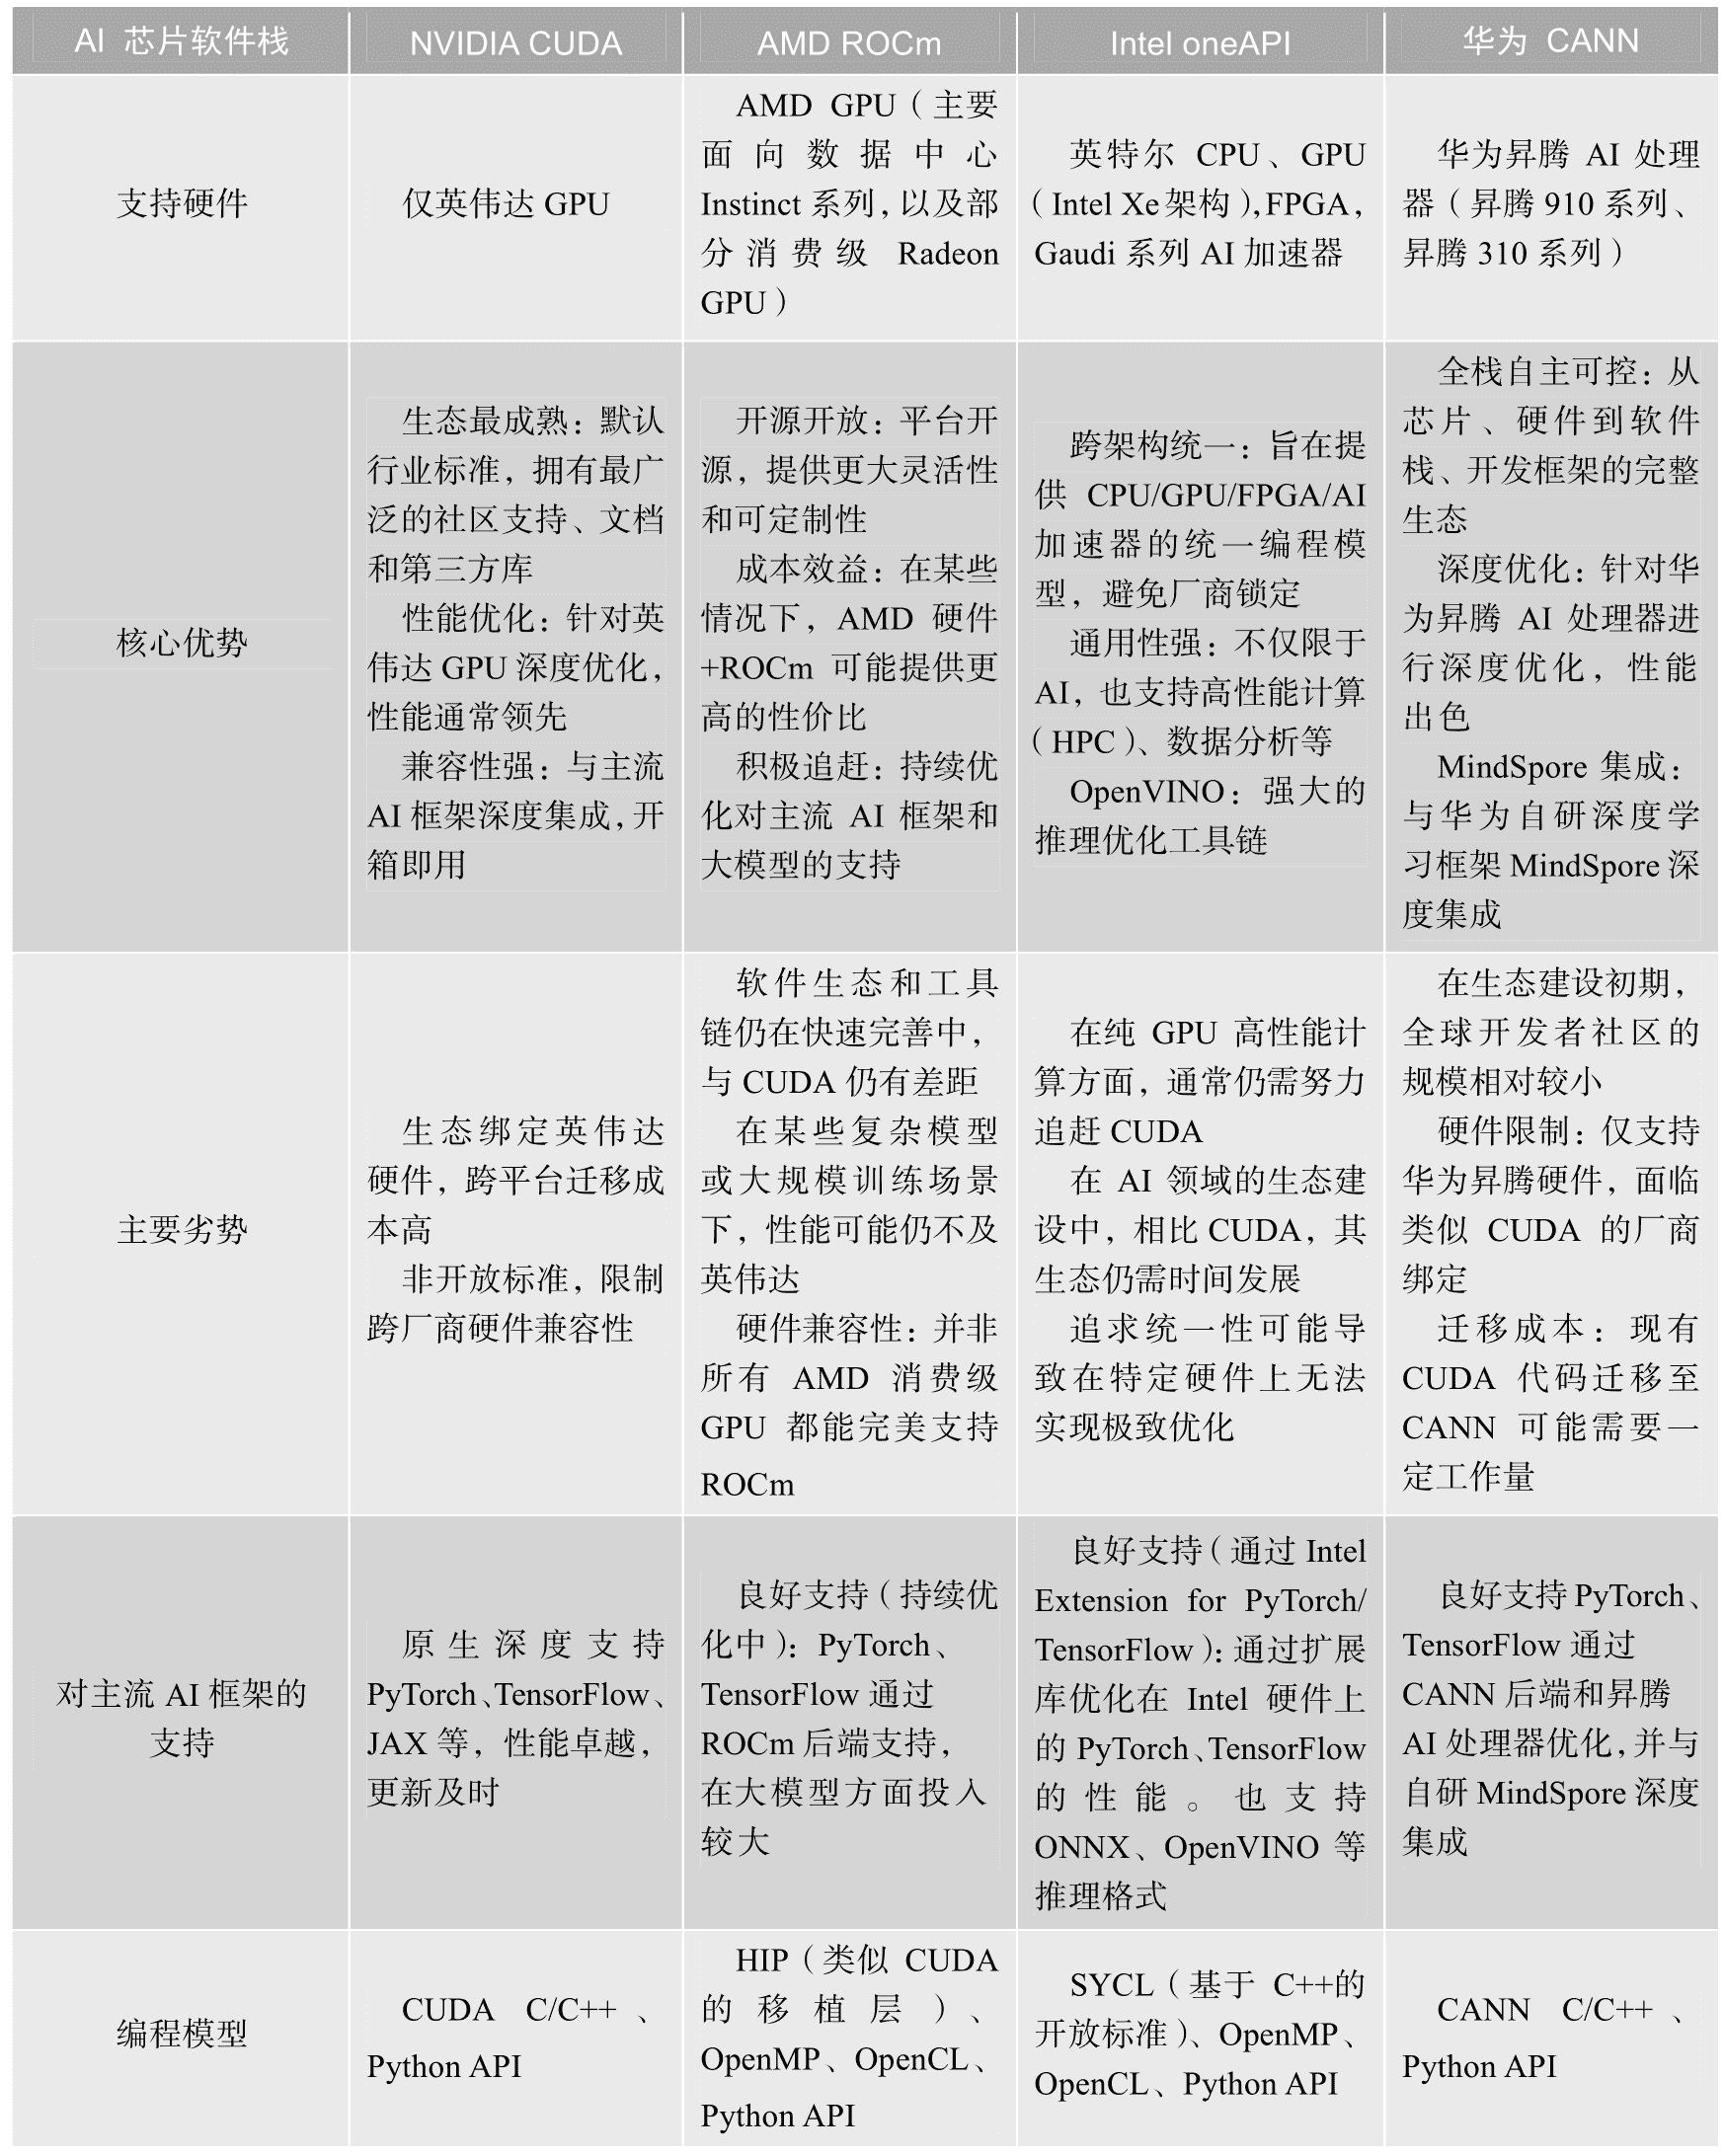 AI 芯片软件栈
NVIDIA CUDA
AMD ROCm
Intel oneAPI
华为 CANN
支持硬件
仅英伟达 GPU
AMD GPU（主要
面向数据中心
Instinct 系列，以及部
分消费级 Radeon
GPU）
英特尔 CPU、GPU
（Intel Xe 架构），FPGA，
Gaudi 系列 AI 加速器
华为昇腾 AI 处理
器（昇腾 910 系列、
昇腾 310 系列）
核心优势
生态最成熟：默认
行业标准，拥有最广
泛的社区支持、文档
和第三方库
性能优化：针对英
伟达 GPU 深度优化，
性能通常领先
兼容性强：与主流
AI 框架深度集成，开
箱即用
开源开放：平台开
源，提供更大灵活性
和可定制性
成本效益：在某些
情况下，AMD 硬件
+ROCm 可能提供更
高的性价比
积极追赶：持续优
化对主流 AI 框架和
大模型的支持
跨架构统一：旨在提
供 CPU/GPU/FPGA/AI
加速器的统一编程模
型，避免厂商锁定
通用性强：不仅限于
AI，也支持高性能计算
（HPC）、数据分析等
OpenVINO：强大的
推理优化工具链
全栈自主可控：从
芯片、硬件到软件
栈、开发框架的完整
生态
深度优化：针对华
为昇腾 AI 处理器进
行深度优化，性能
出色
MindSpore 集成：
与华为自研深度学
习框架 MindSpore 深
度集成
主要劣势
生态绑定英伟达
硬件，跨平台迁移成
本高
非开放标准，限制
跨厂商硬件兼容性
软件生态和工具
链仍在快速完善中，
与 CUDA 仍有差距
在某些复杂模型
或大规模训练场景
下，性能可能仍不及
英伟达
硬件兼容性：并非
所有 AMD 消费级
GPU 都能完美支持
ROCm
在纯 GPU 高性能计
算方面，通常仍需努力
追赶 CUDA
在 AI 领域的生态建
设中，相比 CUDA，其
生态仍需时间发展
追求统一性可能导
致在特定硬件上无法
实现极致优化
在生态建设初期，
全球开发者社区的
规模相对较小
硬件限制：仅支持
华为昇腾硬件，面临
类似 CUDA 的厂商
绑定
迁移成本：现有
CUDA 代码迁移至
CANN 可能需要一
定工作量
对主流 AI 框架的
支持
原生深度支持
PyTorch、TensorFlow、
JAX 等，性能卓越，
更新及时
良好支持（持续优
化中）：PyTorch、
TensorFlow 通过
ROCm 后端支持，
在大模型方面投入
较大
良好支持（通过 Intel
Extension for PyTorch/
TensorFlow）：通过扩展
库优化在 Intel 硬件上
的 PyTorch、TensorFlow
的性能。也支持
ONNX、OpenVINO 等
推理格式
良好支持 PyTorch、
TensorFlow 通过
CANN 后端和昇腾
AI 处理器优化，并与
自研 MindSpore 深度
集成
编程模型
CUDA C/C++、
Python API
HIP（类似 CUDA
的移植层）、
OpenMP、OpenCL、
Python API
SYCL（基于 C++的
开放标准）、OpenMP、
OpenCL、Python API
CANN C/C++、
Python API